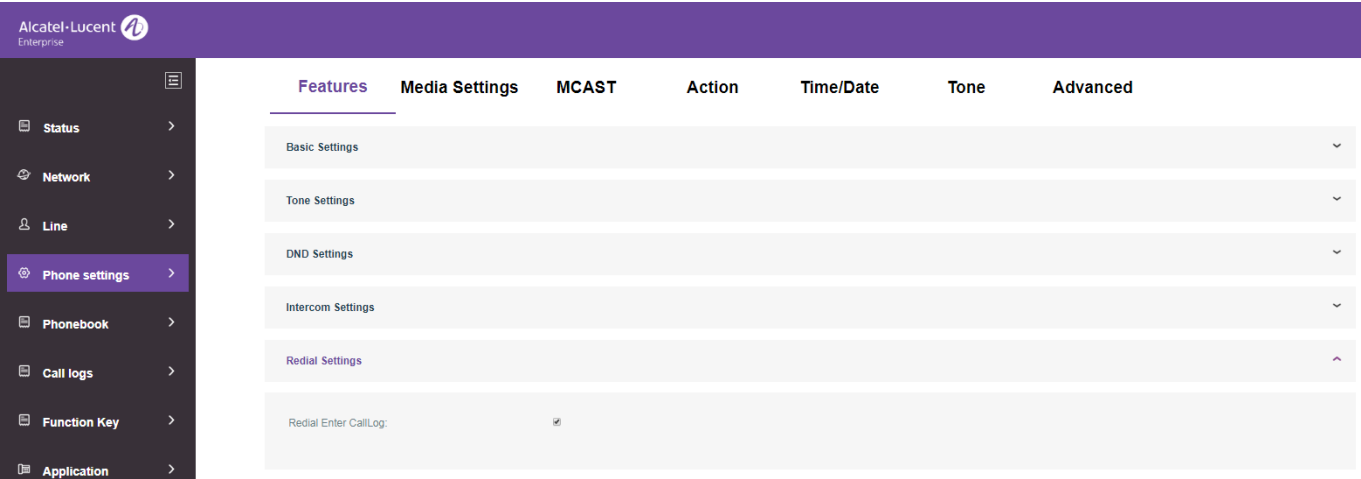 Alcatel·Lucent
Enterprise
Features Media Settings MCAST Action Time/Date Tone Advanced
Status
Network
Line
Phone settings
Phonebook
Call logs
Function Key
Application
Basic Settings
Tone Settings
DND Settings
Intercom Settings
Redial Settings
Redial Enter CallLog: